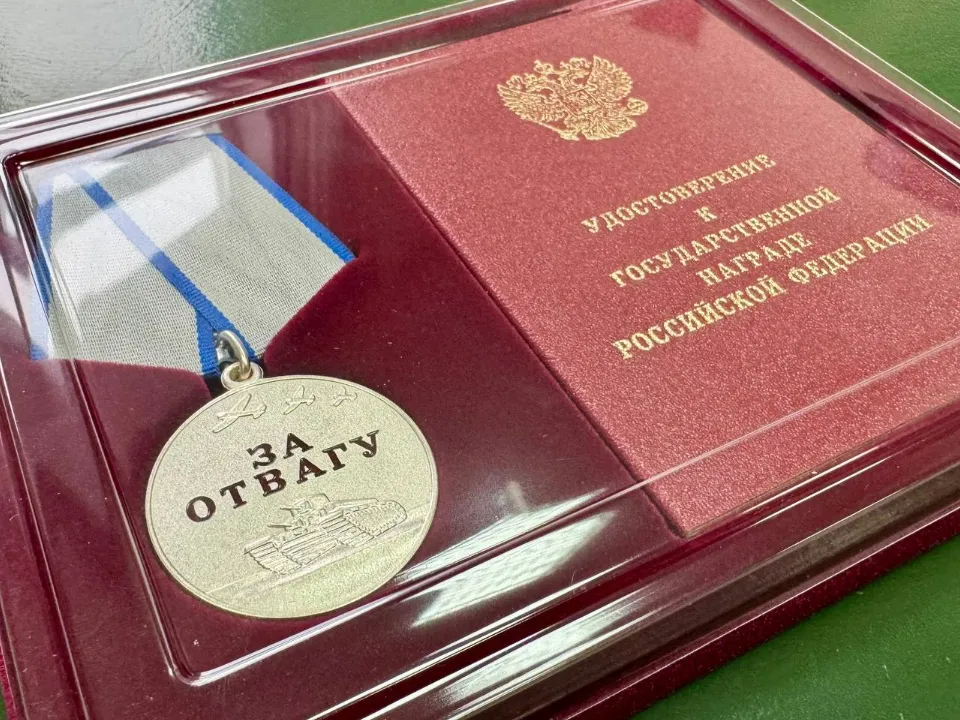 ЗА
ОТВАГУ
УДОСТОВЕРЕНИЕ
К
ГОСУДАРСТВЕННОЙ
НАГРАДЕ
РОССИЙСКОЙ ФЕДЕРАЦИИ